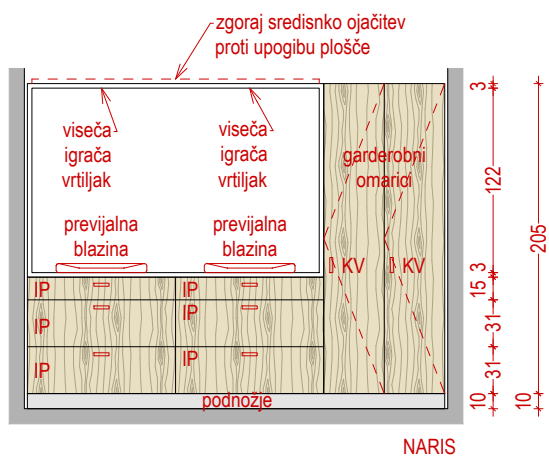 zgoraj sredisnko ojačitev
proti upogibu plošče
viseča
igrača
vrtiljak
viseča
igrača
vrtiljak
garderobni
omarici
previjalna
blazina
previjalna
blazina
KV
KV
IP
IP
IP
IP
IP
IP
podnožje
3
122
3
15
31
31
10
205
10
NARIS